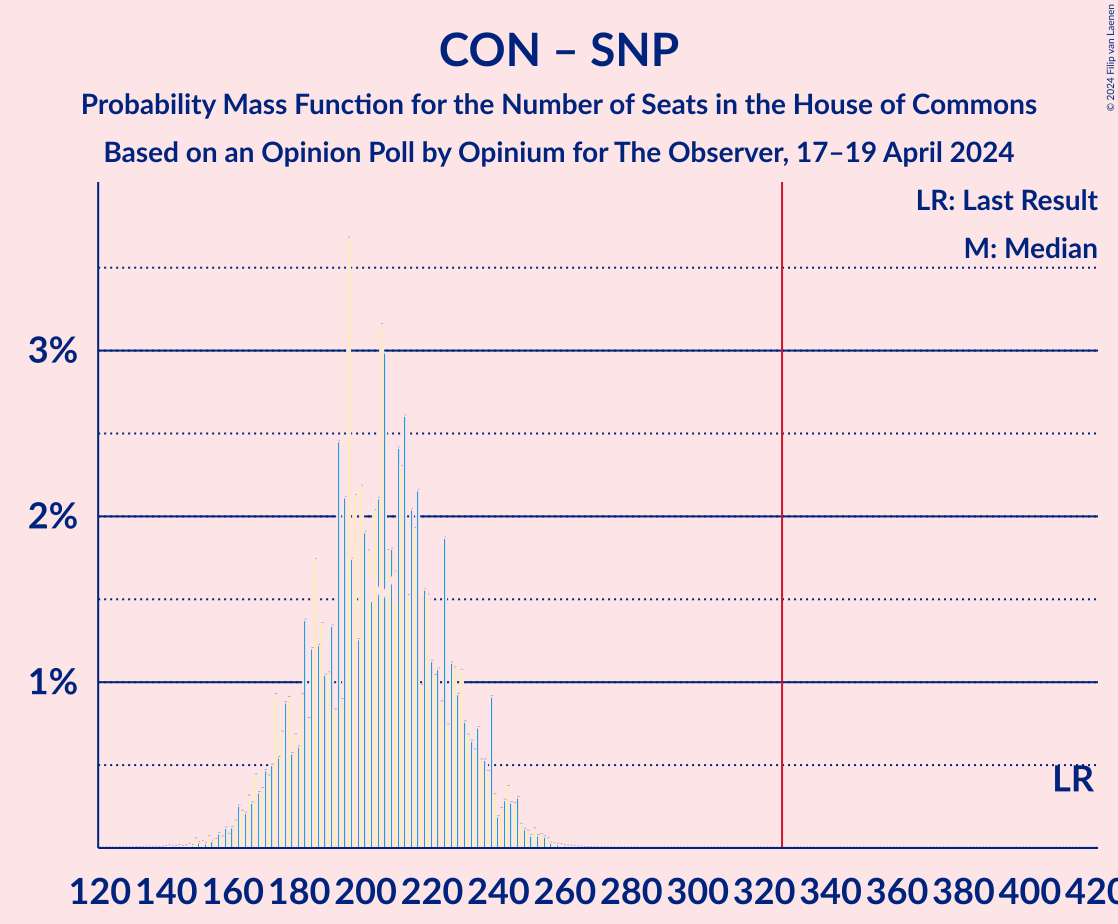 CON – SNP
Probability Mass Function for the Number of Seats in the House of Commons
Based on an Opinion Poll by Opinium for The Observer, 17–19 April 2024
© 2024 Filip van Laenen
LR: Last Result
M: Median
3%
2%
1%
LR
120 140 160 180 200 220 240 260 280 300 320 340 360 380 400 420